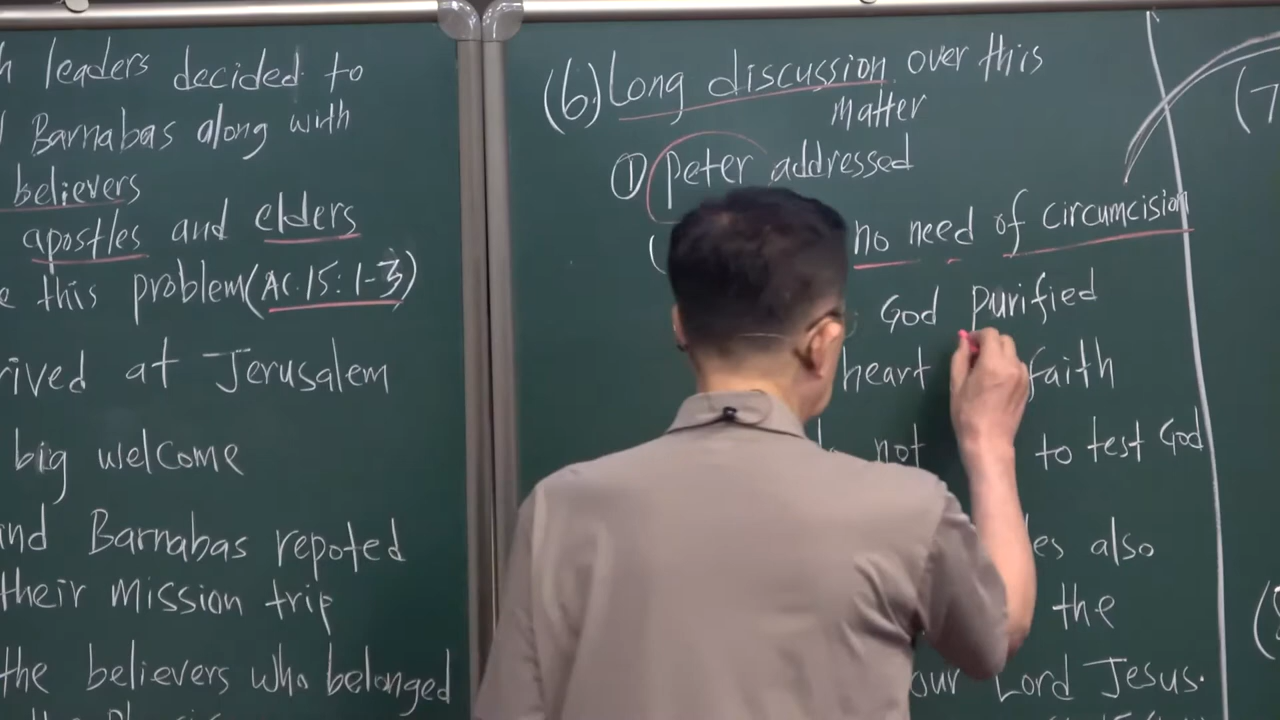 leaders decided to
Barnabas along with
believers
apostles and elders
this problem(AC.15:1-3)
at Jerusalem
big welcome
Barnabas repoted
their mission trip
the believers who belonged
(6.) Long discussion over this
matter
① peter addressed
no need of circumcision
God purified
heart faith
not to test God
also
the
our Lord Jesus.
(7